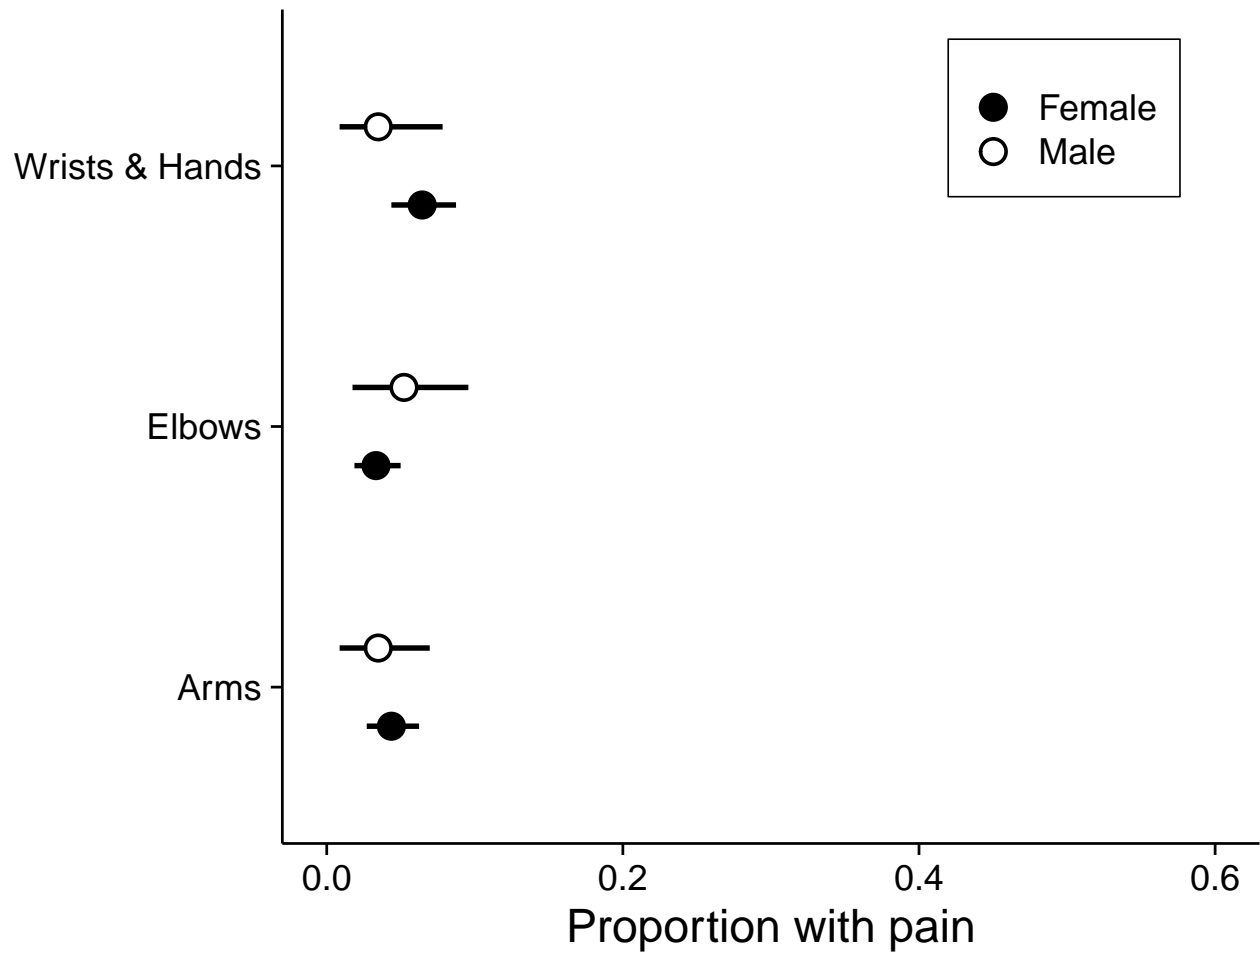 Female
Male
Wrists & Hands
Elbows
Arms
0.0 0.2 0.4 0.6
Proportion with pain